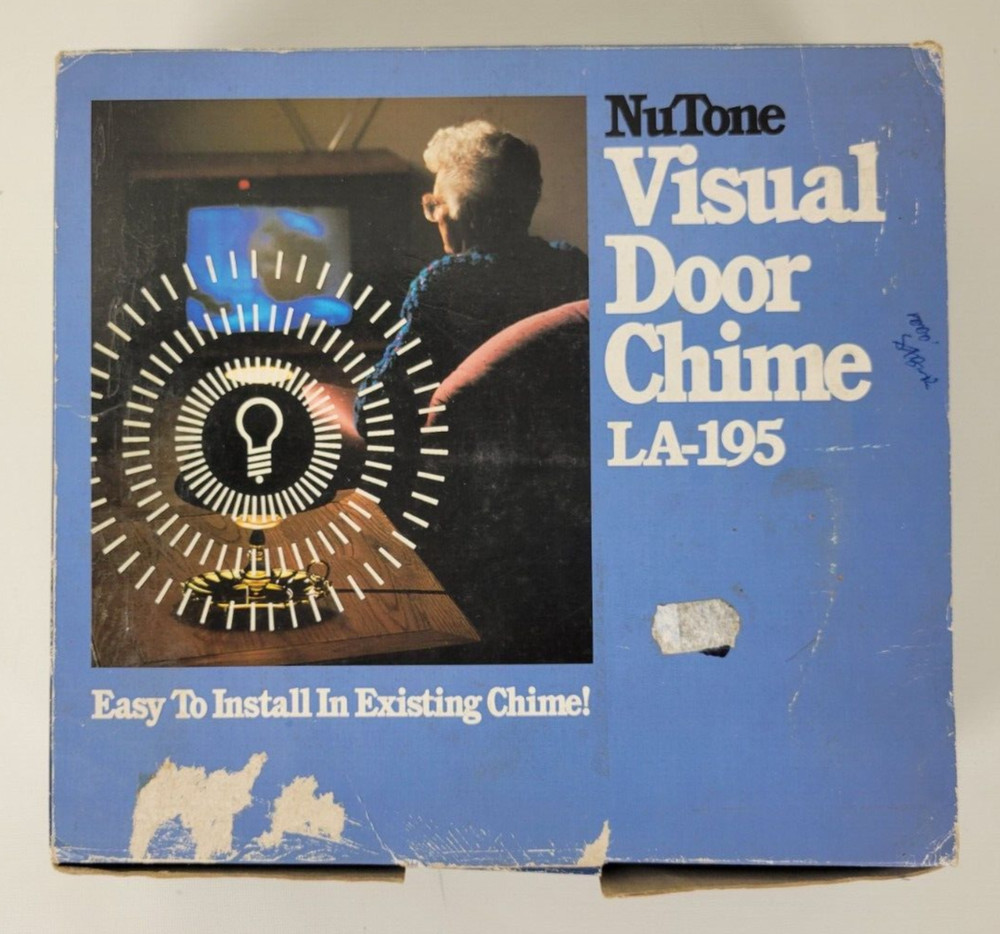 NuTone
Visual
Door
Chime
LA-195
Easy To Install In Existing Chime!